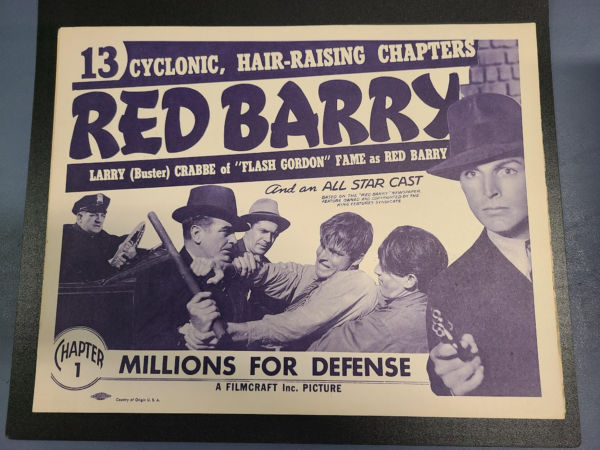 13 CYCLONIC, HAIR-RAISING CHAPTERS
RED BARRY
LARRY (Buster) CRABBE of "FLASH GORDON" FAME as RED BARRY
And an ALL STAR CAST
BASED ON THE "RED BARRY" NEWSPAPER
FEATURE OWNED AND COPYRIGHTED BY THE
KING FEATURES SYNDICATE
CHAPTER
1
MILLIONS FOR DEFENSE
A FILMCRAFT Inc. PICTURE
Country of Origin U. S. A.